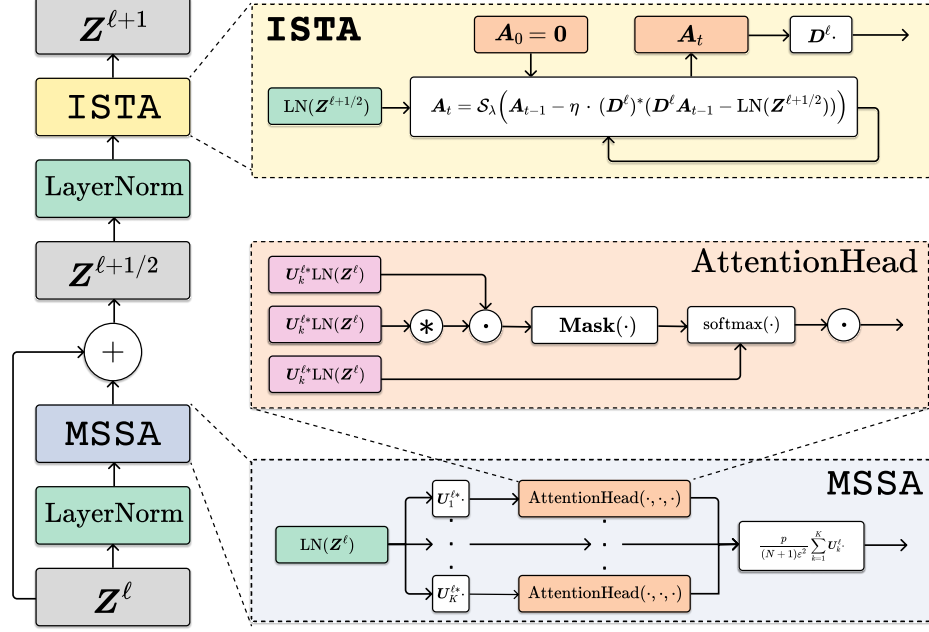 Z^{ℓ+1}
ISTA
LayerNorm
Z^{ℓ+1/2}
+
MSSA
LayerNorm
Z^ℓ
ISTA
A_0 = 0
A_t
D^ℓ·
LN(Z^{ℓ+1/2})
A_t = S_λ(A_{t−1} − η · (D^ℓ)^*(D^ℓ A_{t−1} − LN(Z^{ℓ+1/2})))
AttentionHead
U_k^{ℓ*}LN(Z^ℓ)
U_k^{ℓ*}LN(Z^ℓ)
*
·
Mask(·)
softmax(·)
·
U_k^{ℓ*}LN(Z^ℓ)
MSSA
U_1^{ℓ*}·
AttentionHead(·,·,·)
LN(Z^ℓ)
p/((N+1)ε^2) ∑_{k=1}^{K} U_k^ℓ·
U_K^{ℓ*}·
AttentionHead(·,·,·)